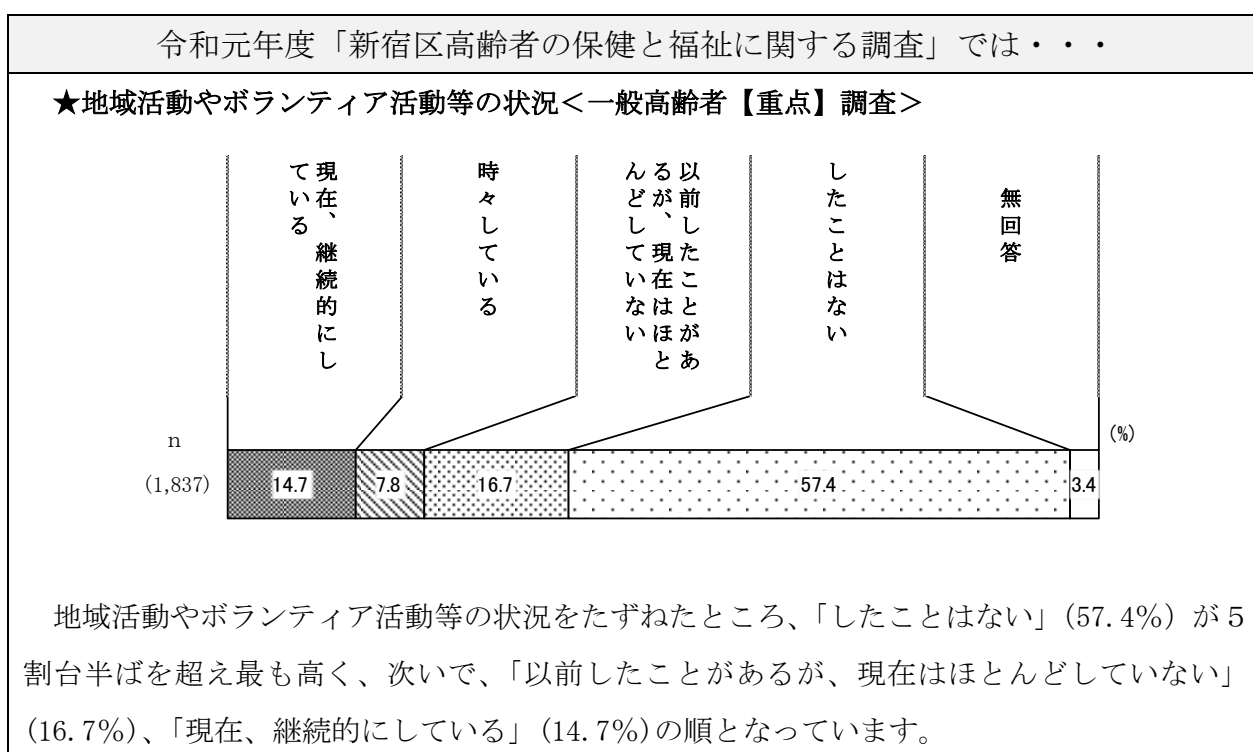 令和元年度「新宿区高齢者の保健と福祉に関する調査」では・・・
★地域活動やボランティア活動等の状況＜一般高齢者【重点】調査＞
現在、継続的にし
ている
時々している
以前したことがあ
るが、現在はほと
んどしていない
したことはない
無回答
(%)
n
(1,837)
14.7
7.8
16.7
57.4
3.4
地域活動やボランティア活動等の状況をたずねたところ、「したことはない」(57.4%) が５
割台半ばを超え最も高く、次いで、「以前したことがあるが、現在はほとんどしていない」
(16.7%)、「現在、継続的にしている」(14.7%)の順となっています。